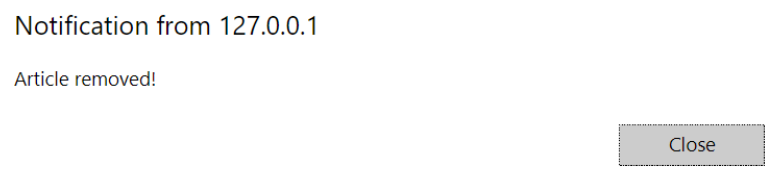 Notification from 127.0.0.1
Article removed!
Close